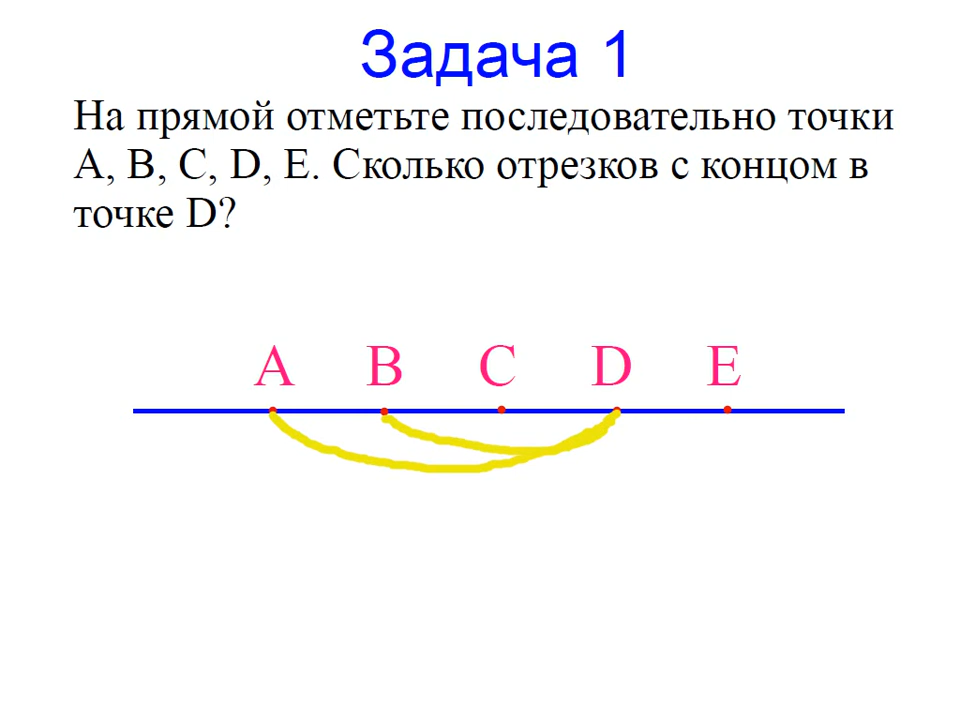 Задача 1
На прямой отметьте последовательно точки
A, B, C, D, E. Сколько отрезков с концом в
точке D?
A B C D E